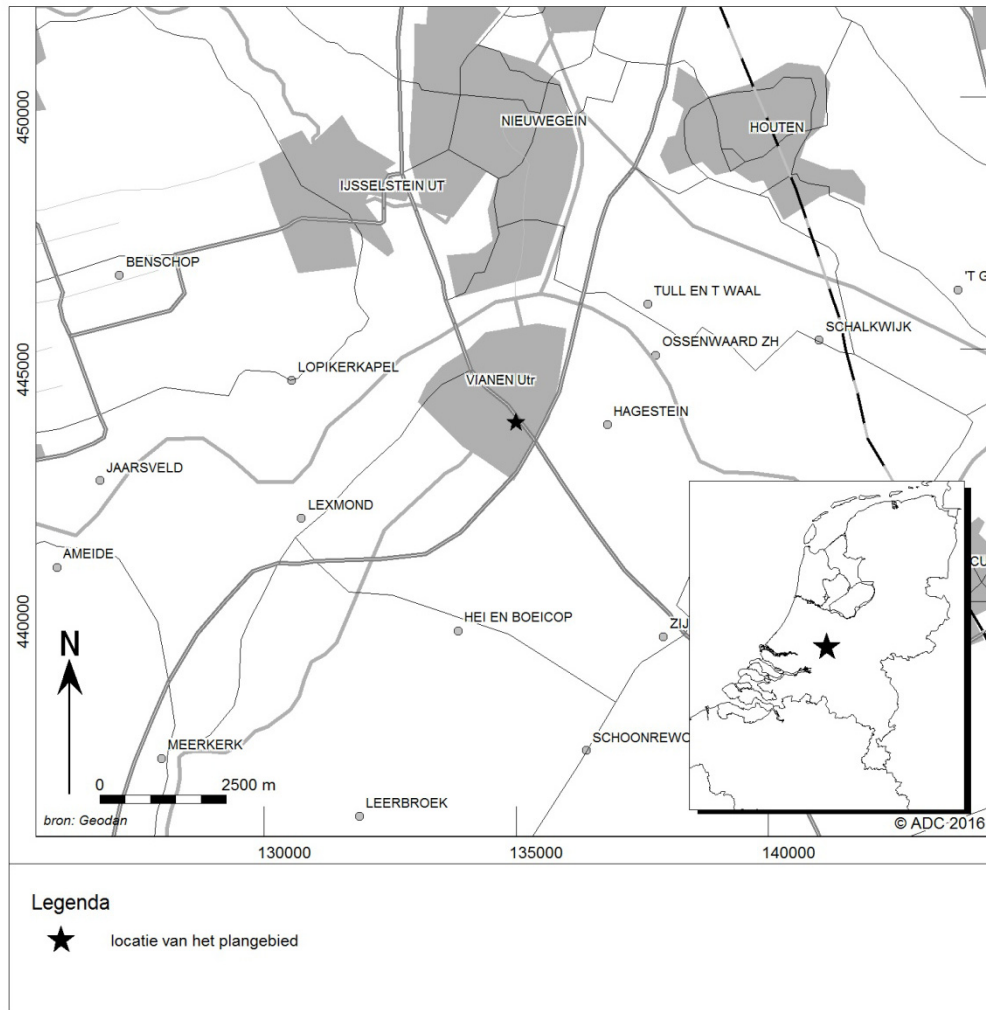 NIEUWEGEIN
HOUTEN
IJSSELSTEIN UT
BENSCHOP
'T G
TULL EN T WAAL
SCHALKWIJK
OSSENWAARD ZH
LOPIKERKAPEL
VIANEN Utr
HAGESTEIN
JAARSVELD
LEXMOND
AMEIDE
CU
HEI EN BOEICOP
ZIJ
N
MEERKERK
SCHOONREWO
0 2500 m
LEERBROEK
bron: Geodan
© ADC 2016
450000
445000
440000
130000 135000 140000
Legenda
locatie van het plangebied